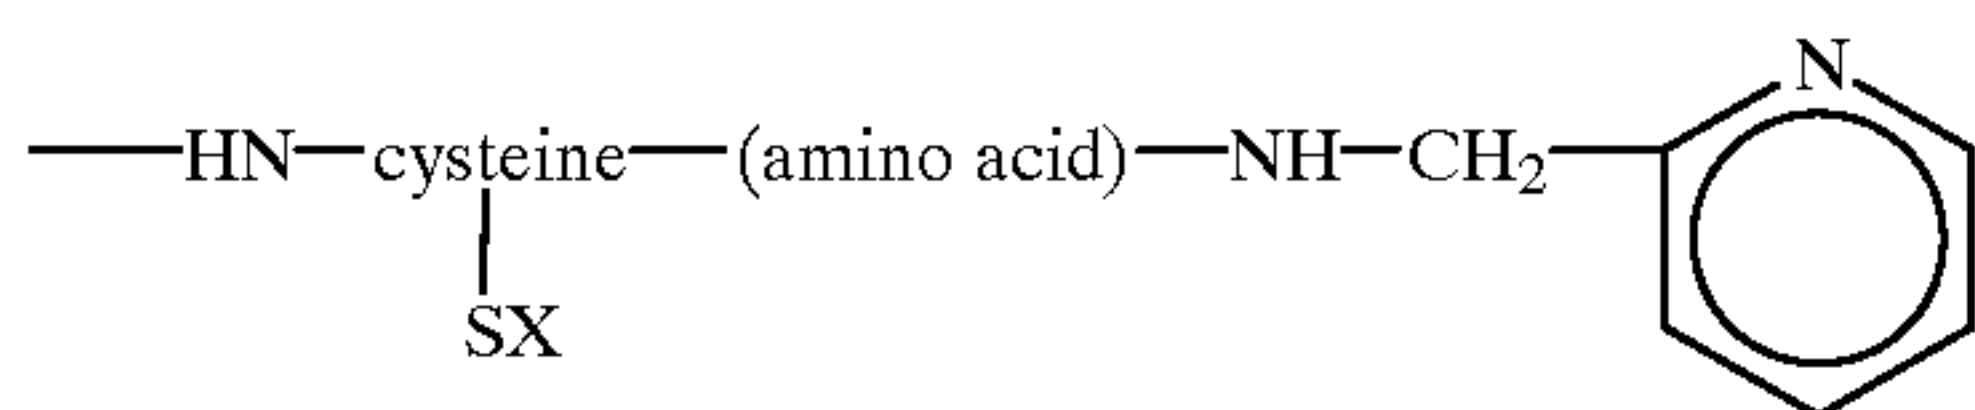 N
HN—cysteine—(amino acid)—NH—CH₂
SX